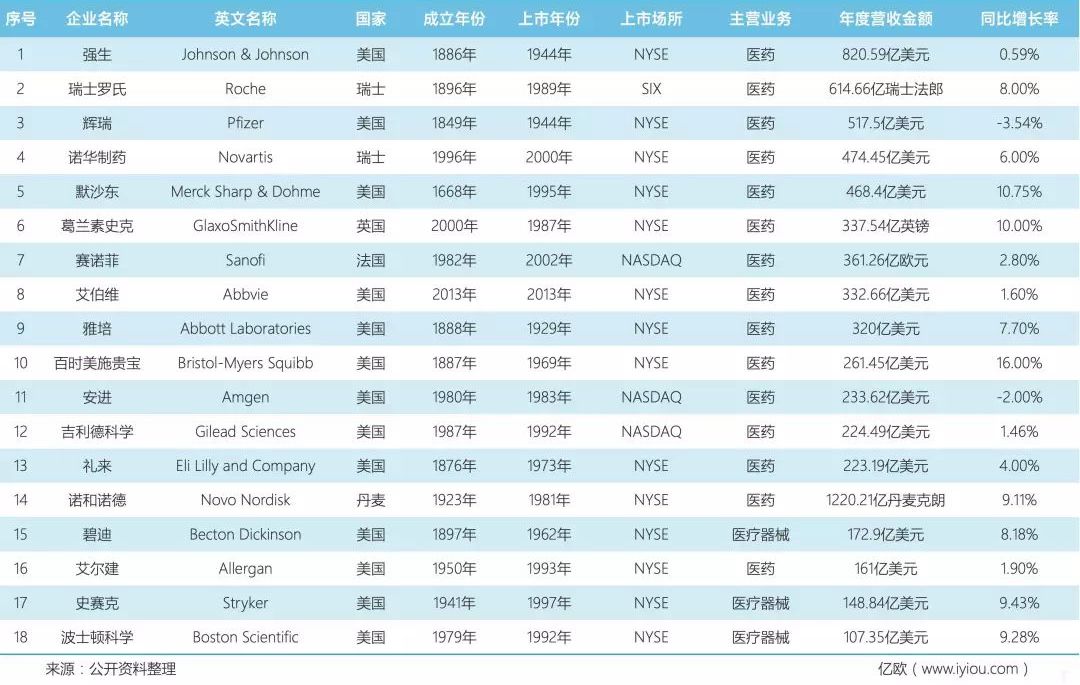 序号 企业名称 英文名称 国家 成立年份 上市年份 上市场所 主营业务 年度营收金额 同比增长率
1 强生 Johnson & Johnson 美国 1886年 1944年 NYSE 医药 820.59亿美元 0.59%
2 瑞士罗氏 Roche 瑞士 1896年 1989年 SIX 医药 614.66亿瑞士法郎 8.00%
3 辉瑞 Pfizer 美国 1849年 1944年 NYSE 医药 517.5亿美元 -3.54%
4 诺华制药 Novartis 瑞士 1996年 2000年 NYSE 医药 474.45亿美元 6.00%
5 默沙东 Merck Sharp & Dohme 美国 1668年 1995年 NYSE 医药 468.4亿美元 10.75%
6 葛兰素史克 GlaxoSmithKline 英国 2000年 1987年 NYSE 医药 337.54亿英镑 10.00%
7 赛诺菲 Sanofi 法国 1982年 2002年 NASDAQ 医药 361.26亿欧元 2.80%
8 艾伯维 Abbvie 美国 2013年 2013年 NYSE 医药 332.66亿美元 1.60%
9 雅培 Abbott Laboratories 美国 1888年 1929年 NYSE 医药 320亿美元 7.70%
10 百时美施贵宝 Bristol-Myers Squibb 美国 1887年 1969年 NYSE 医药 261.45亿美元 16.00%
11 安进 Amgen 美国 1980年 1983年 NASDAQ 医药 233.62亿美元 -2.00%
12 吉利德科学 Gilead Sciences 美国 1987年 1992年 NASDAQ 医药 224.49亿美元 1.46%
13 礼来 Eli Lilly and Company 美国 1876年 1973年 NYSE 医药 223.19亿美元 4.00%
14 诺和诺德 Novo Nordisk 丹麦 1923年 1981年 NYSE 医药 1220.21亿丹麦克朗 9.11%
15 碧迪 Becton Dickinson 美国 1897年 1962年 NYSE 医疗器械 172.9亿美元 8.18%
16 艾尔建 Allergan 美国 1950年 1993年 NYSE 医药 161亿美元 1.90%
17 史赛克 Stryker 美国 1941年 1997年 NYSE 医疗器械 148.84亿美元 9.43%
18 波士顿科学 Boston Scientific 美国 1979年 1992年 NYSE 医疗器械 107.35亿美元 9.28%
来源：公开资料整理 亿欧（www.iyiou.com）